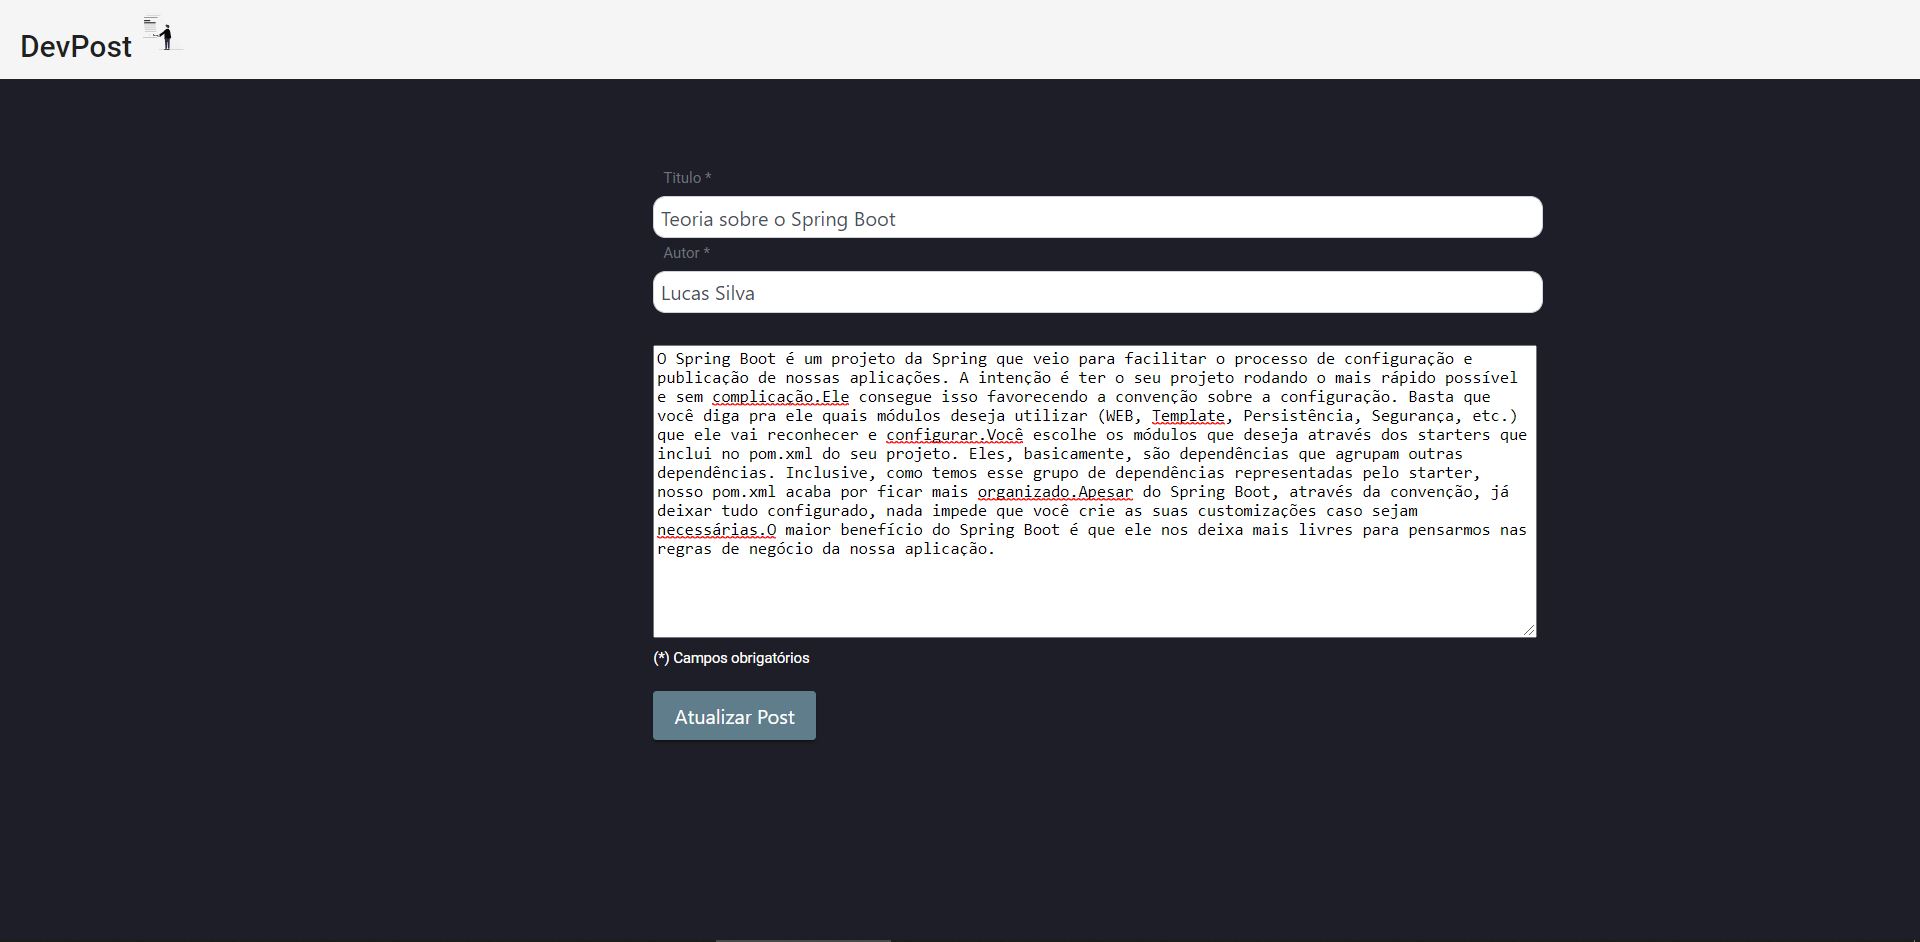 DevPost
Titulo *
Teoria sobre o Spring Boot
Autor *
Lucas Silva
O Spring Boot é um projeto da Spring que veio para facilitar o processo de configuração e
publicação de nossas aplicações. A intenção é ter o seu projeto rodando o mais rápido possível
e sem complicação.Ele consegue isso favorecendo a convenção sobre a configuração. Basta que
você diga pra ele quais módulos deseja utilizar (WEB, Template, Persistência, Segurança, etc.)
que ele vai reconhecer e configurar.Você escolhe os módulos que deseja através dos starters que
inclui no pom.xml do seu projeto. Eles, basicamente, são dependências que agrupam outras
dependências. Inclusive, como temos esse grupo de dependências representadas pelo starter,
nosso pom.xml acaba por ficar mais organizado.Apesar do Spring Boot, através da convenção, já
deixar tudo configurado, nada impede que você crie as suas customizações caso sejam
necessárias.O maior benefício do Spring Boot é que ele nos deixa mais livres para pensarmos nas
regras de negócio da nossa aplicação.
(*) Campos obrigatórios
Atualizar Post